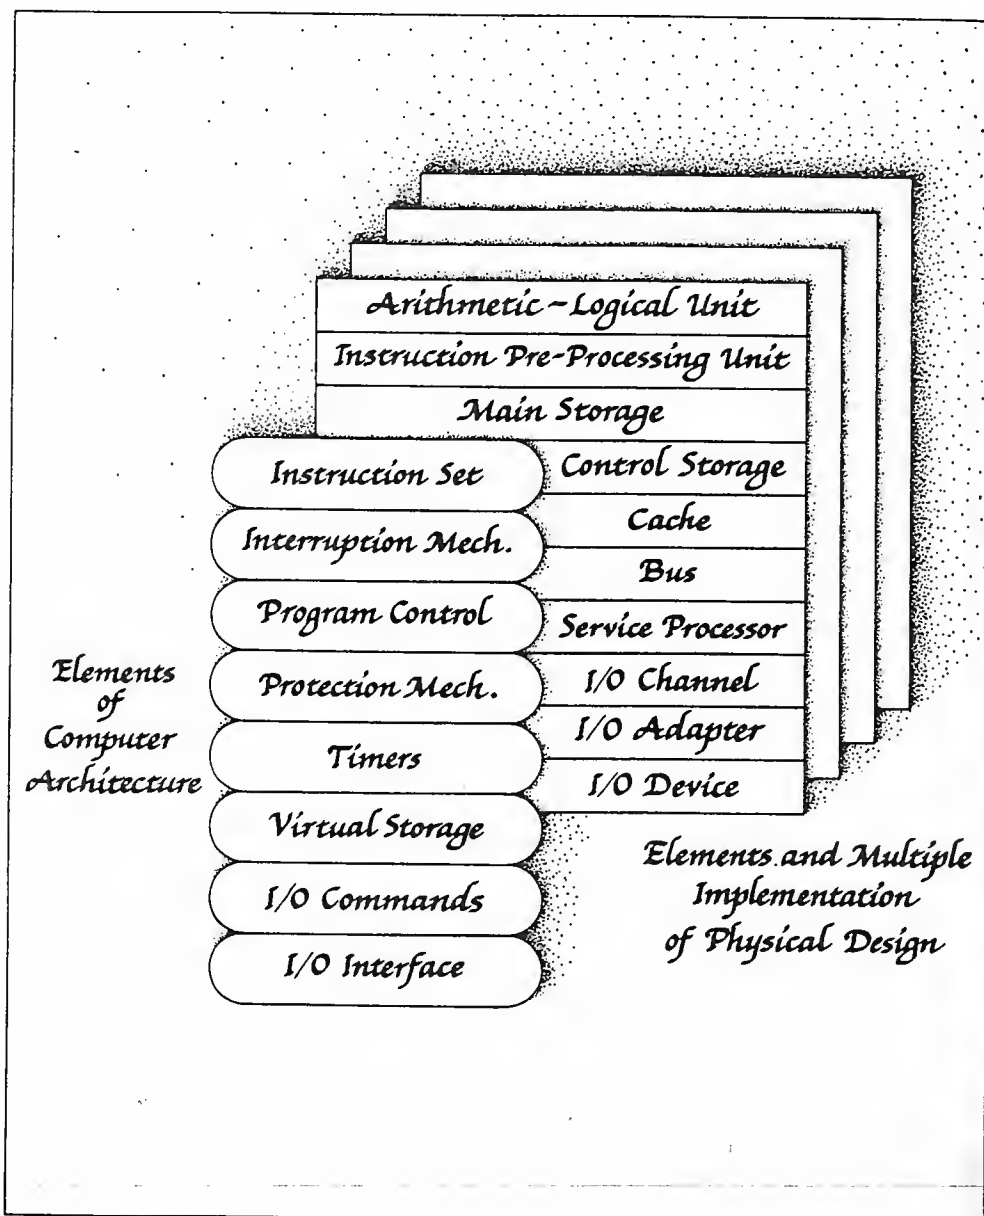 Arithmetic-Logical Unit
Instruction Pre-Processing Unit
Main Storage
Control Storage
Cache
Bus
Service Processor
I/O Channel
I/O Adapter
I/O Device
Instruction Set
Interruption Mech.
Program Control
Protection Mech.
Timers
Virtual Storage
I/O Commands
I/O Interface
Elements
of
Computer
Architecture
Elements and Multiple
Implementation
of Physical Design